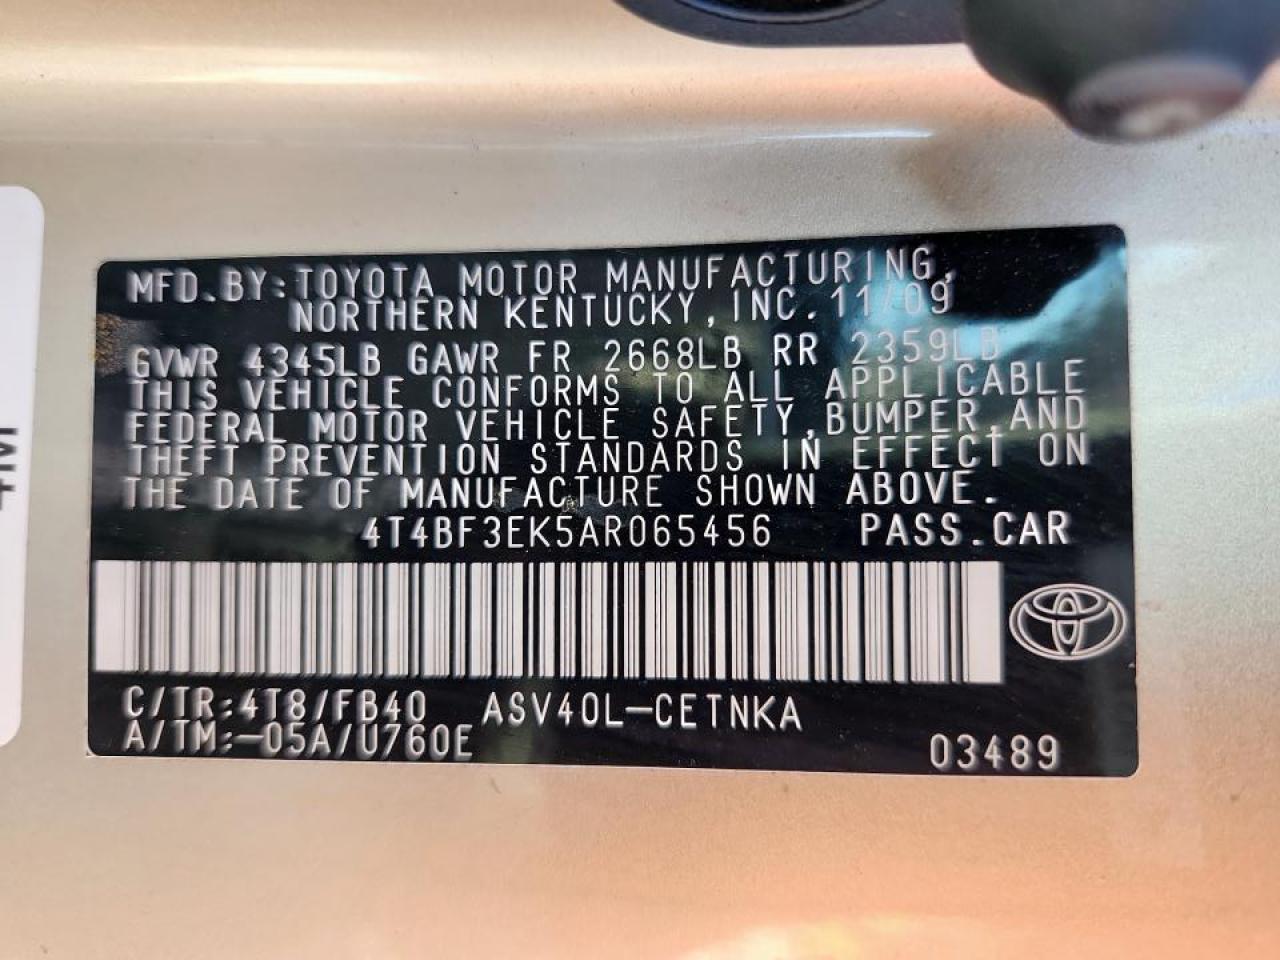 MFD.BY:TOYOTA MOTOR MANUFACTURING,
NORTHERN KENTUCKY,INC. 11/09
GVWR 4345LB GAWR FR 2668LB RR 2359LB
THIS VEHICLE CONFORMS TO ALL APPLICABLE
FEDERAL MOTOR VEHICLE SAFETY,BUMPER,AND
THEFT PREVENTION STANDARDS IN EFFECT ON
THE DATE OF MANUFACTURE SHOWN ABOVE.
4T4BF3EK5AR065456 PASS.CAR
C/TR:4T8/FB40 ASV40L-CETNKA
A/TM:-05A/U760E
03489